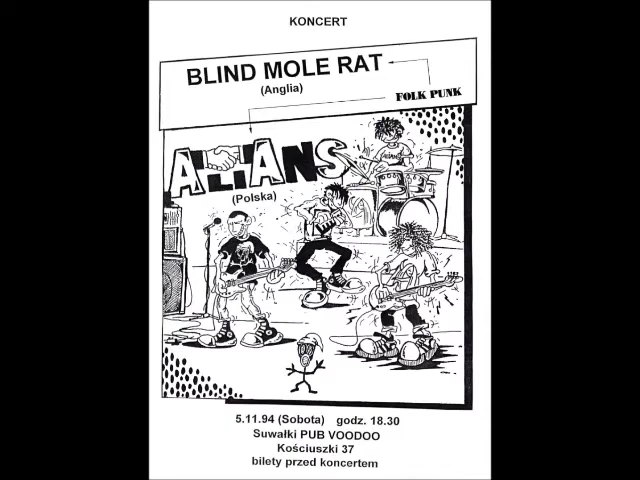 KONCERT
BLIND MOLE RAT
(Anglia)
FOLK PUNK
ALIANS
(Polska)
5.11.94 (Sobota) godz. 18.30
Suwałki PUB VOODOO
Kościuszki 37
bilety przed koncertem